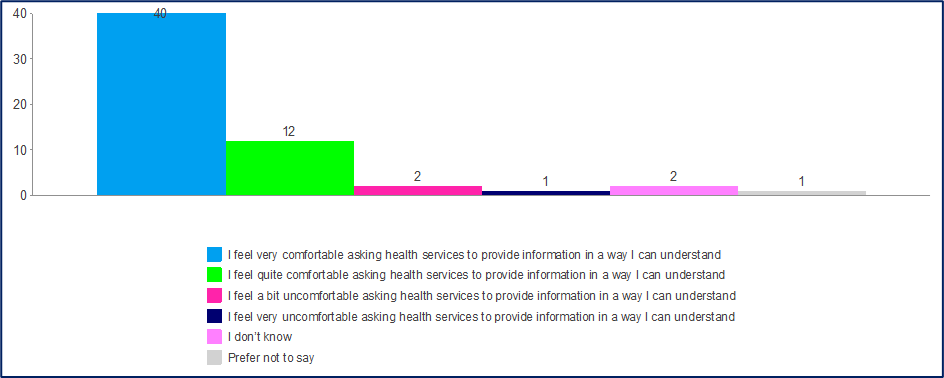 40
40
30
20
12
10
2
1
2
1
0
I feel very comfortable asking health services to provide information in a way I can understand
I feel quite comfortable asking health services to provide information in a way I can understand
I feel a bit uncomfortable asking health services to provide information in a way I can understand
I feel very uncomfortable asking health services to provide information in a way I can understand
I don't know
Prefer not to say